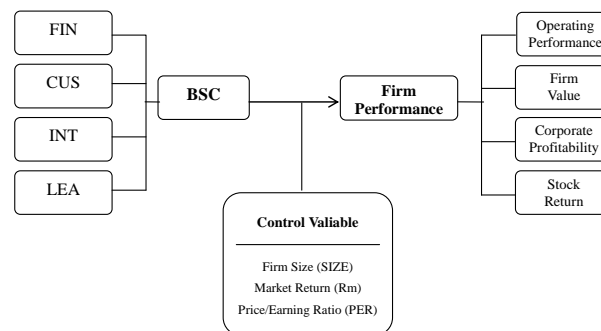 FIN
CUS
INT
LEA
BSC
Firm
Performance
Operating
Performance
Firm
Value
Corporate
Profitability
Stock
Return
Control Valiable
Firm Size (SIZE)
Market Return (Rm)
Price/Earning Ratio (PER)